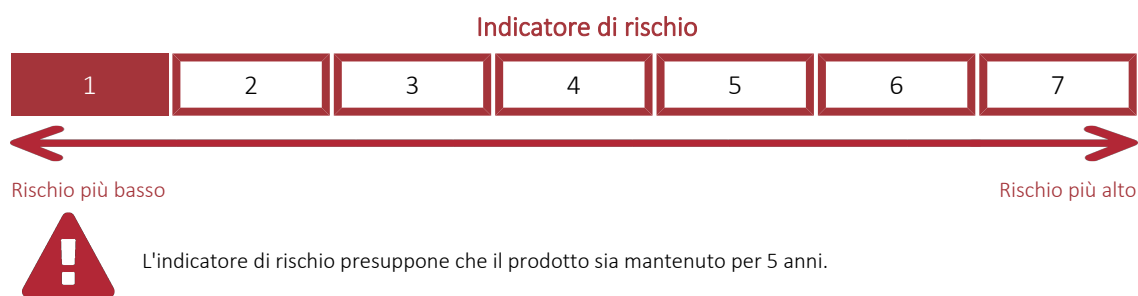 Indicatore di rischio
1 2 3 4 5 6 7
Rischio più basso Rischio più alto
L'indicatore di rischio presuppone che il prodotto sia mantenuto per 5 anni.